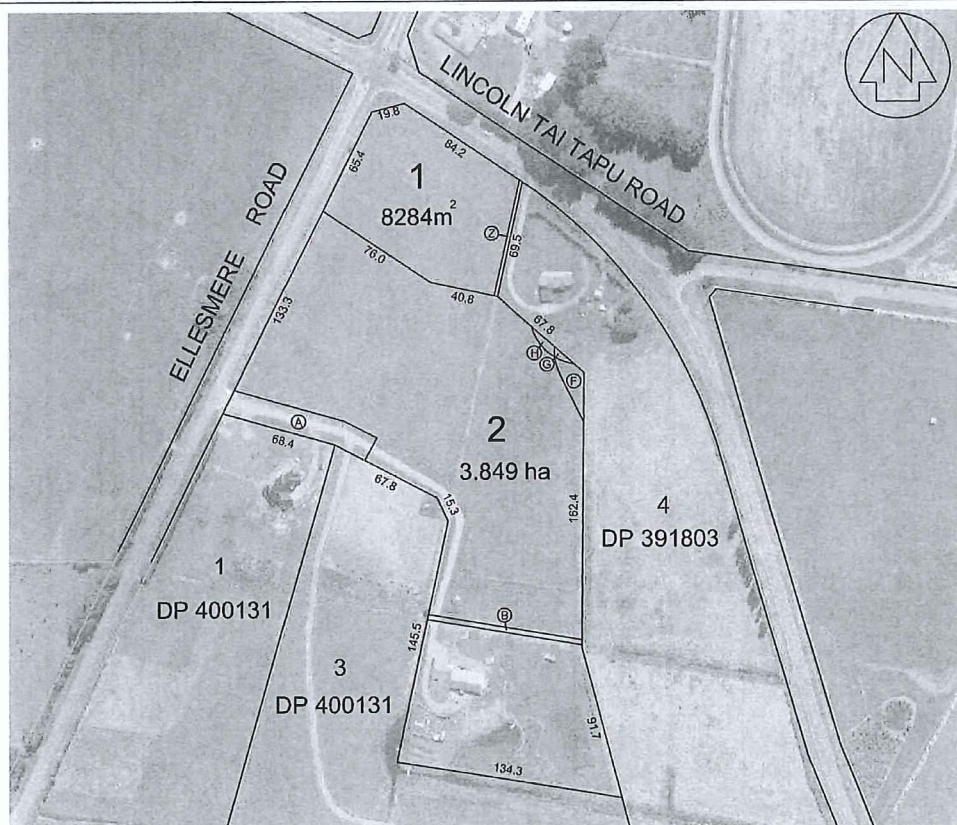 N
LINCOLN TAI TAPU ROAD
ELLESMERE ROAD
19.8
84.2
65.4
1
8284m²
Z
69.5
76.0
40.8
133.3
67.8
H
G
F
A
68.4
2
3.849 ha
67.8
15.3
162.4
4
DP 391803
1
DP 400131
B
145.5
3
DP 400131
91.7
134.3